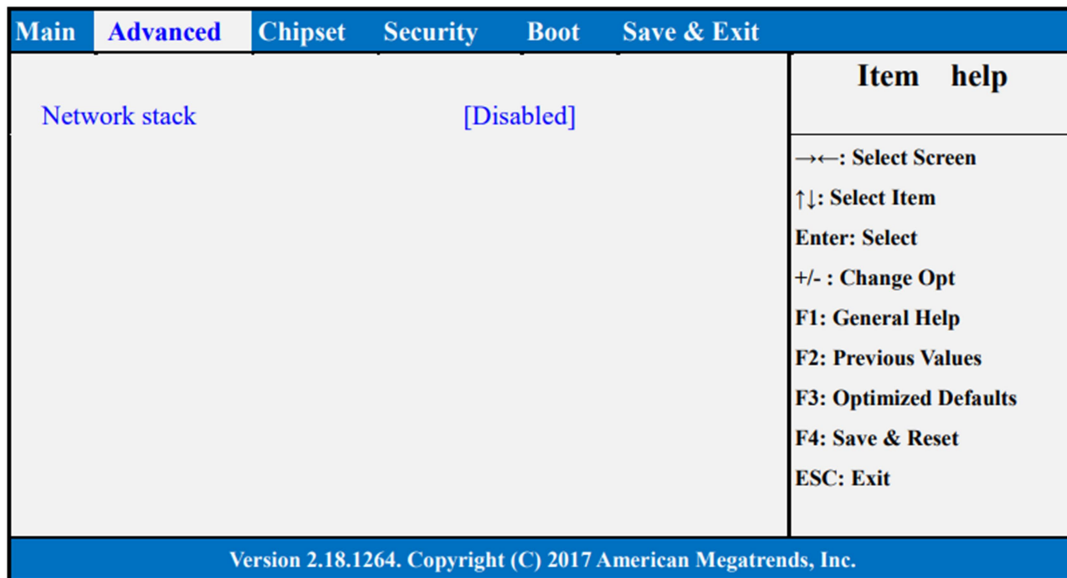 Main Advanced Chipset Security Boot Save & Exit
Network stack [Disabled]
Item help
→←: Select Screen
↑↓: Select Item
Enter: Select
+/- : Change Opt
F1: General Help
F2: Previous Values
F3: Optimized Defaults
F4: Save & Reset
ESC: Exit
Version 2.18.1264. Copyright (C) 2017 American Megatrends, Inc.